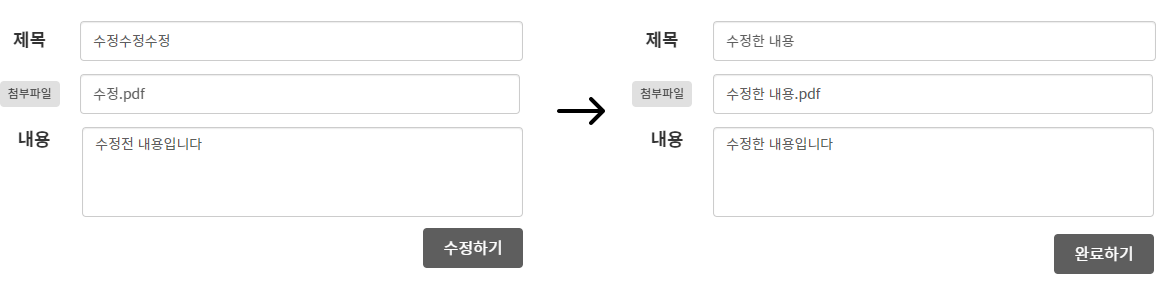 제목
수정수정수정
첨부파일
수정.pdf
내용
수정전 내용입니다
수정하기
제목
수정한 내용
첨부파일
수정한 내용.pdf
내용
수정한 내용입니다
완료하기